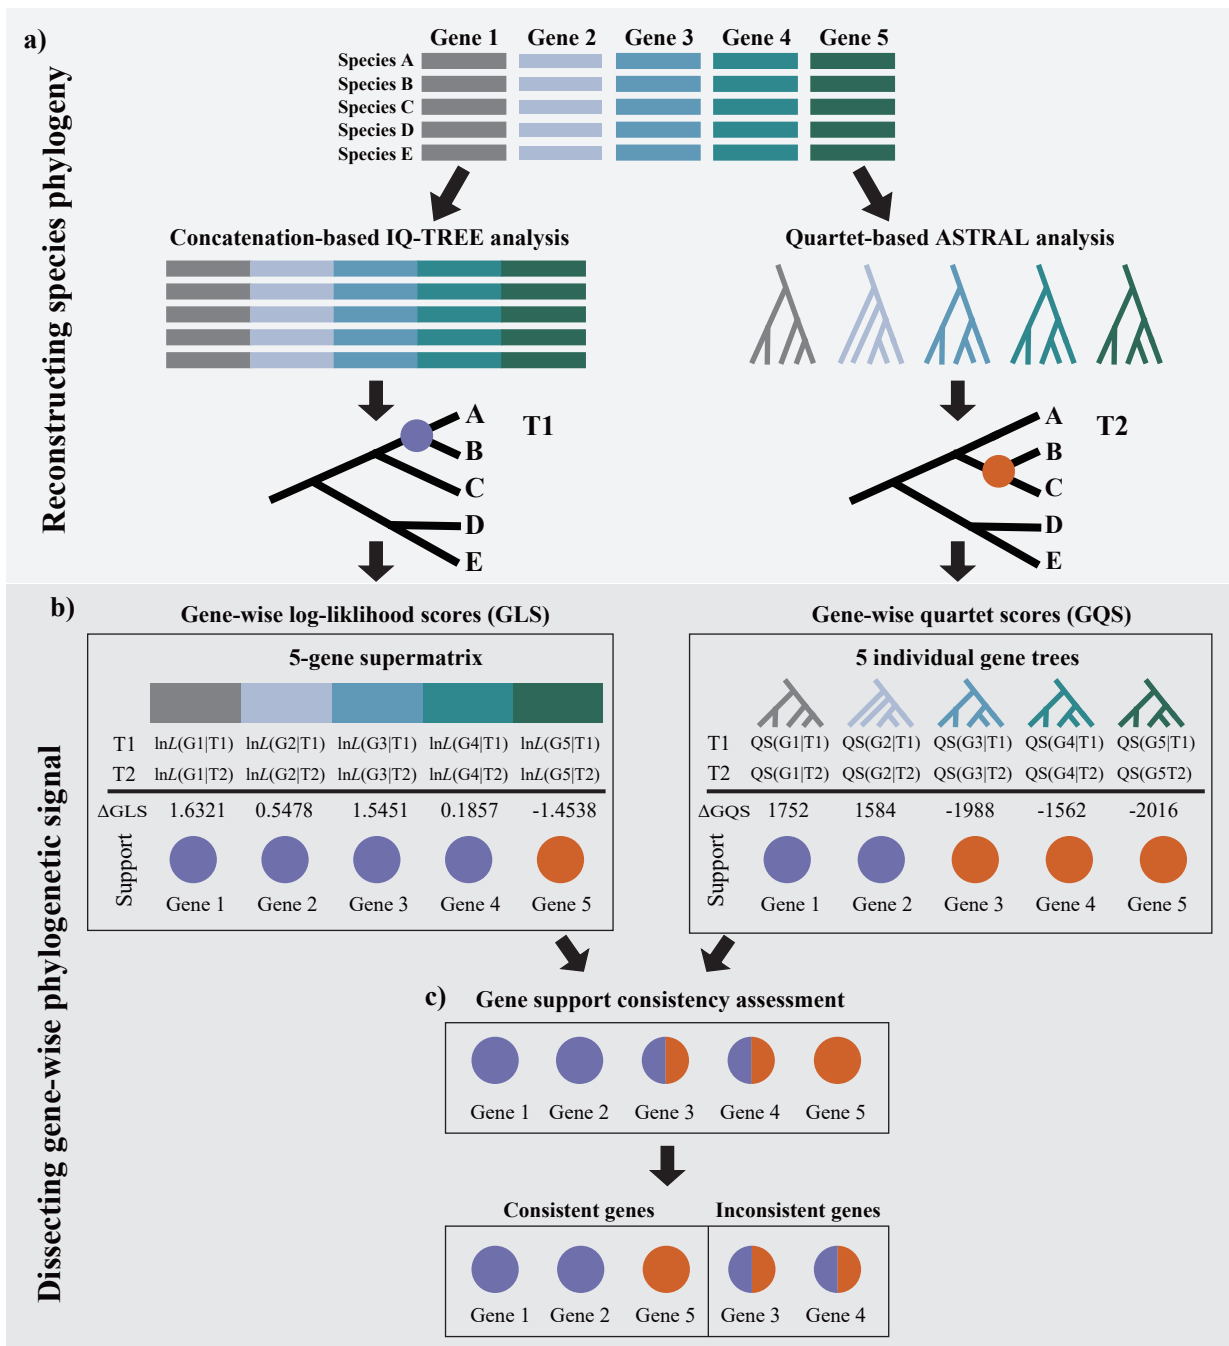 a)
Reconstructing species phylogeny
Gene 1 Gene 2 Gene 3 Gene 4 Gene 5
Species A
Species B
Species C
Species D
Species E
Concatenation-based IQ-TREE analysis
Quartet-based ASTRAL analysis
T1
A
B
C
D
E
T2
A
B
C
D
E
Dissecting gene-wise phylogenetic signal
b)
Gene-wise log-liklihood scores (GLS)
5-gene supermatrix
T1 lnL(G1|T1) lnL(G2|T1) lnL(G3|T1) lnL(G4|T1) lnL(G5|T1)
T2 lnL(G1|T2) lnL(G2|T2) lnL(G3|T2) lnL(G4|T2) lnL(G5|T2)
ΔGLS 1.6321 0.5478 1.5451 0.1857 -1.4538
Support
Gene 1 Gene 2 Gene 3 Gene 4 Gene 5
Gene-wise quartet scores (GQS)
5 individual gene trees
T1 QS(G1|T1) QS(G2|T1) QS(G3|T1) QS(G4|T1) QS(G5|T1)
T2 QS(G1|T2) QS(G2|T2) QS(G3|T2) QS(G4|T2) QS(G5T2)
ΔGQS 1752 1584 -1988 -1562 -2016
Support
Gene 1 Gene 2 Gene 3 Gene 4 Gene 5
c)
Gene support consistency assessment
Gene 1 Gene 2 Gene 3 Gene 4 Gene 5
Consistent genes Inconsistent genes
Gene 1 Gene 2 Gene 5 Gene 3 Gene 4